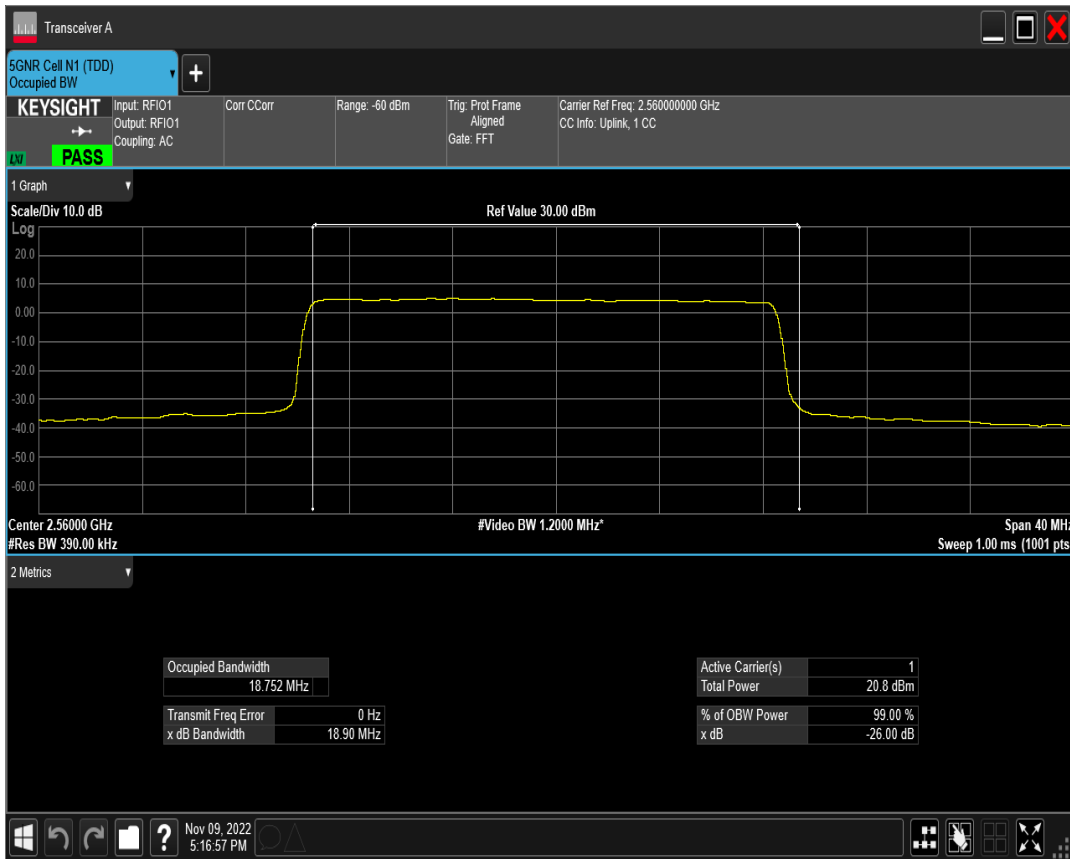 Transceiver A
5GNR Cell N1 (TDD)
Occupied BW
+
KEYSIGHT
LXI
PASS
Input: RFIO1
Output: RFIO1
Coupling: AC
Corr CCorr
Range: -60 dBm
Trig: Prot Frame
Aligned
Gate: FFT
Carrier Ref Freq: 2.560000000 GHz
CC Info: Uplink, 1 CC
1 Graph
Scale/Div 10.0 dB
Ref Value 30.00 dBm
Log
20.0
10.0
0.00
-10.0
-20.0
-30.0
-40.0
-50.0
-60.0
Center 2.56000 GHz
#Video BW 1.2000 MHz*
Span 40 MHz
#Res BW 390.00 kHz
Sweep 1.00 ms (1001 pts
2 Metrics
Occupied Bandwidth
18.752 MHz
Transmit Freq Error 0 Hz
x dB Bandwidth 18.90 MHz
Active Carrier(s) 1
Total Power 20.8 dBm
% of OBW Power 99.00 %
x dB -26.00 dB
?
Nov 09, 2022
5:16:57 PM